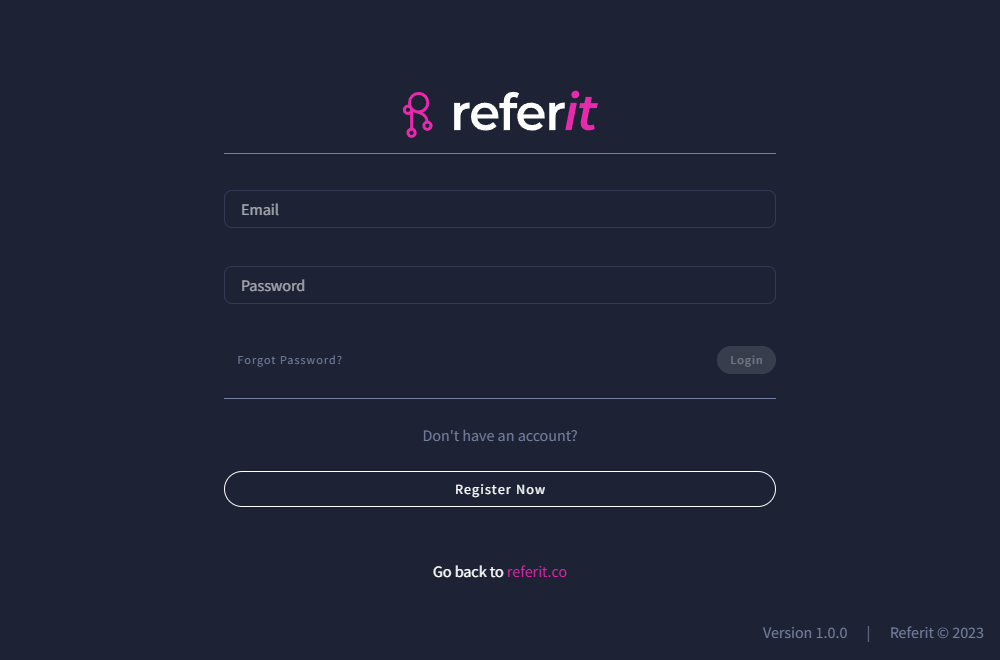 referit
Email
Password
Forgot Password?
Login
Don't have an account?
Register Now
Go back to referit.co
Version 1.0.0 | Referit © 2023